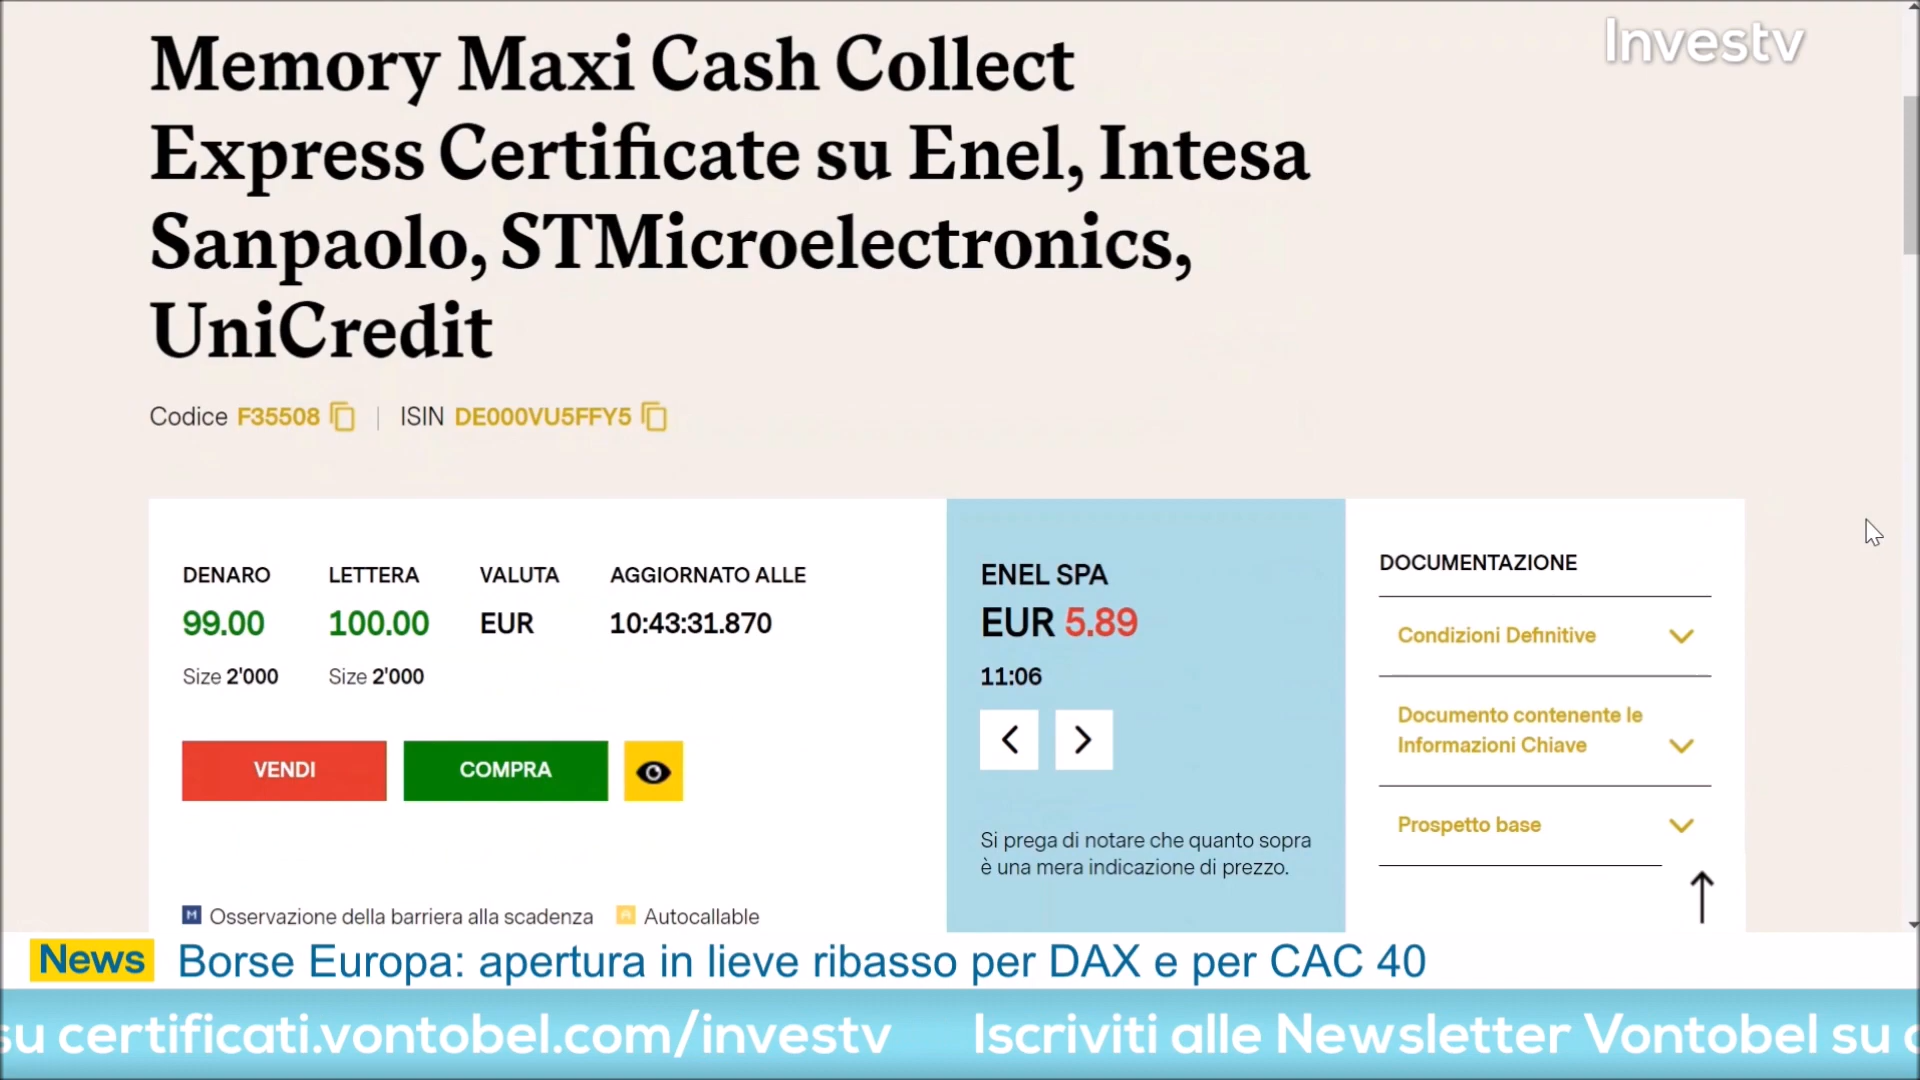 Investv
Memory Maxi Cash Collect
Express Certificate su Enel, Intesa
Sanpaolo, STMicroelectronics,
UniCredit
Codice F35508 | ISIN DE000VU5FFY5
DENARO LETTERA VALUTA AGGIORNATO ALLE
99.00 100.00 EUR 10:43:31.870
Size 2'000 Size 2'000
VENDI COMPRA
M Osservazione della barriera alla scadenza A Autocallable
ENEL SPA
EUR 5.89
11:06
Si prega di notare che quanto sopra
è una mera indicazione di prezzo.
DOCUMENTAZIONE
Condizioni Definitive
Documento contenente le
Informazioni Chiave
Prospetto base
News Borse Europa: apertura in lieve ribasso per DAX e per CAC 40
su certificati.vontobel.com/investv Iscriviti alle Newsletter Vontobel su